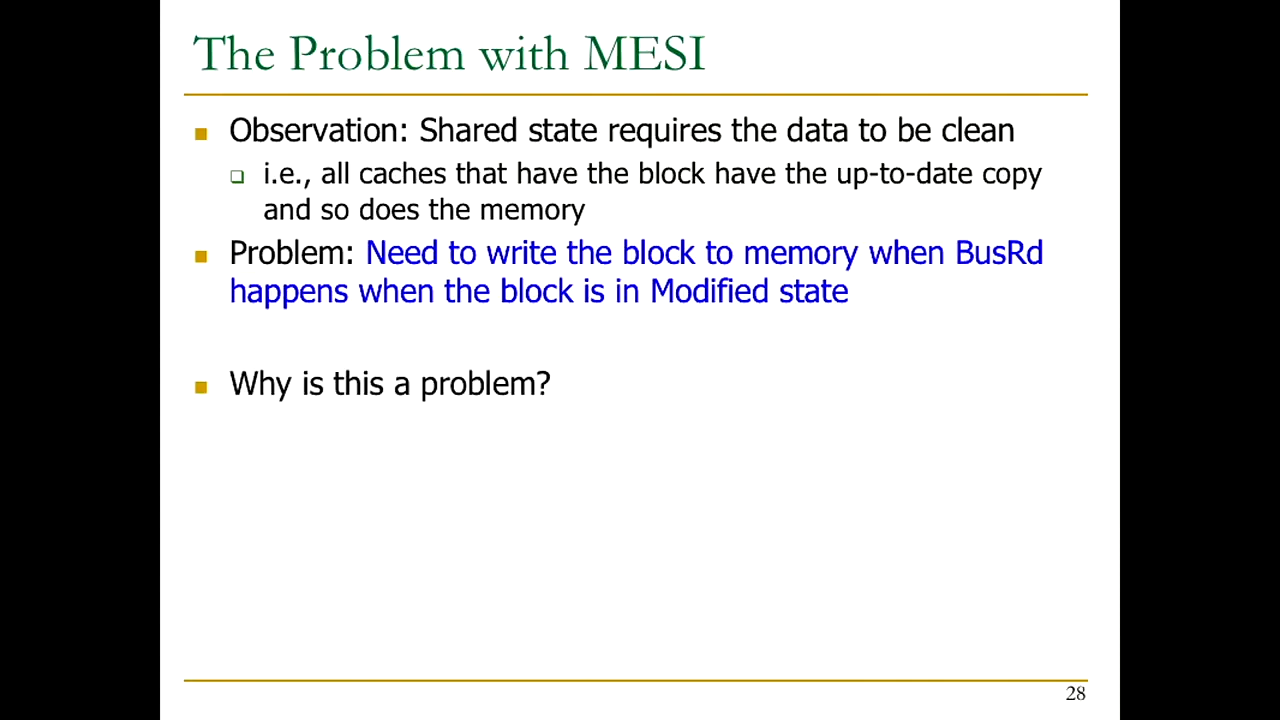 The Problem with MESI
Observation: Shared state requires the data to be clean
i.e., all caches that have the block have the up-to-date copy
and so does the memory
Problem: Need to write the block to memory when BusRd
happens when the block is in Modified state
Why is this a problem?
28